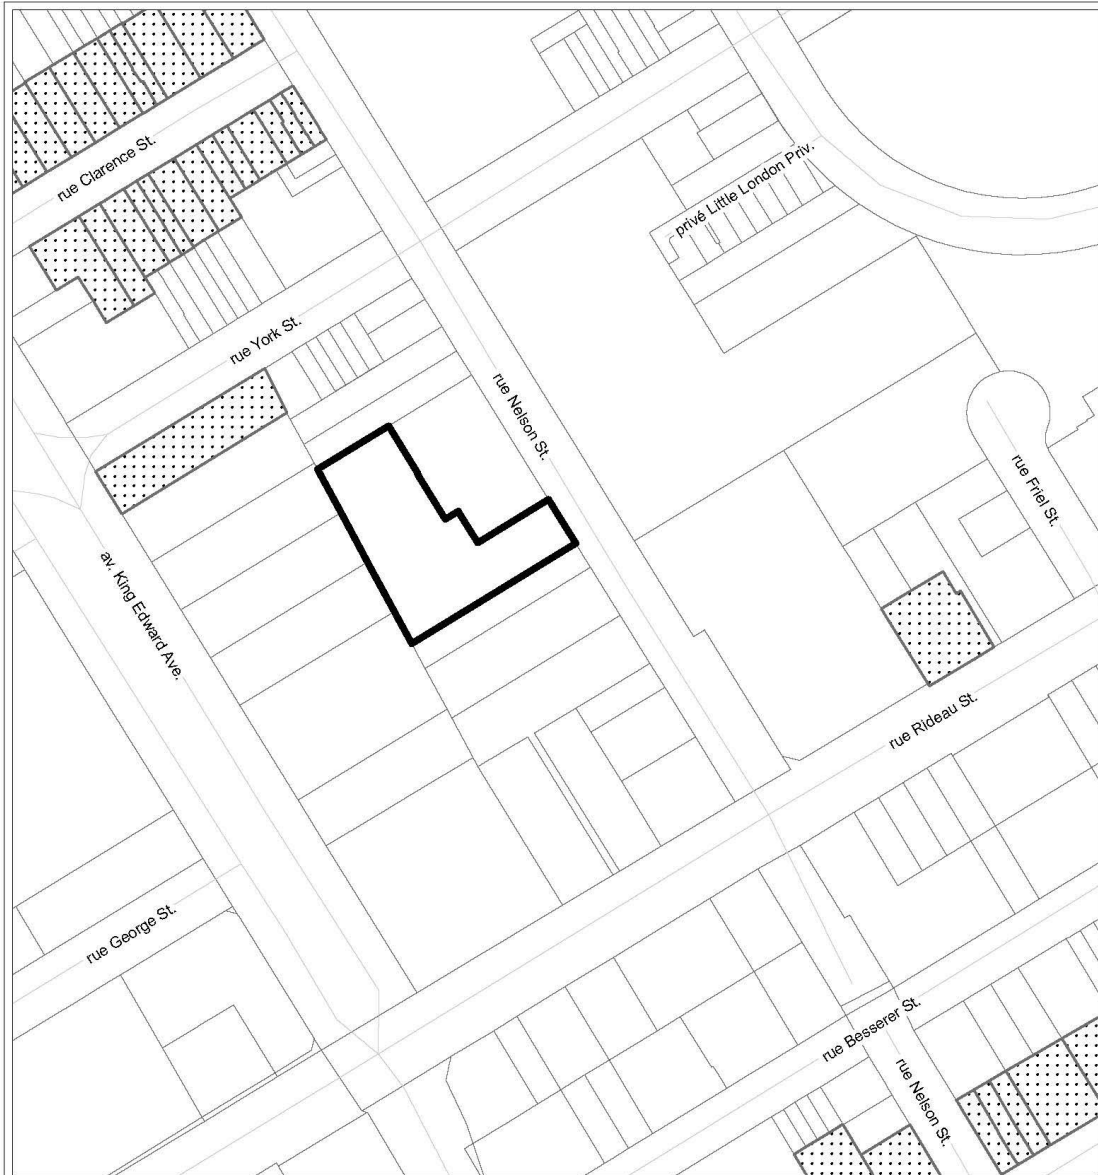 rue Clarence St.
privé Little London Priv.
rue York St.
rue Nelson St.
rue Friel St.
av. King Edward Ave.
rue Rideau St.
rue George St.
rue Besserer St.
rue Nelson St.